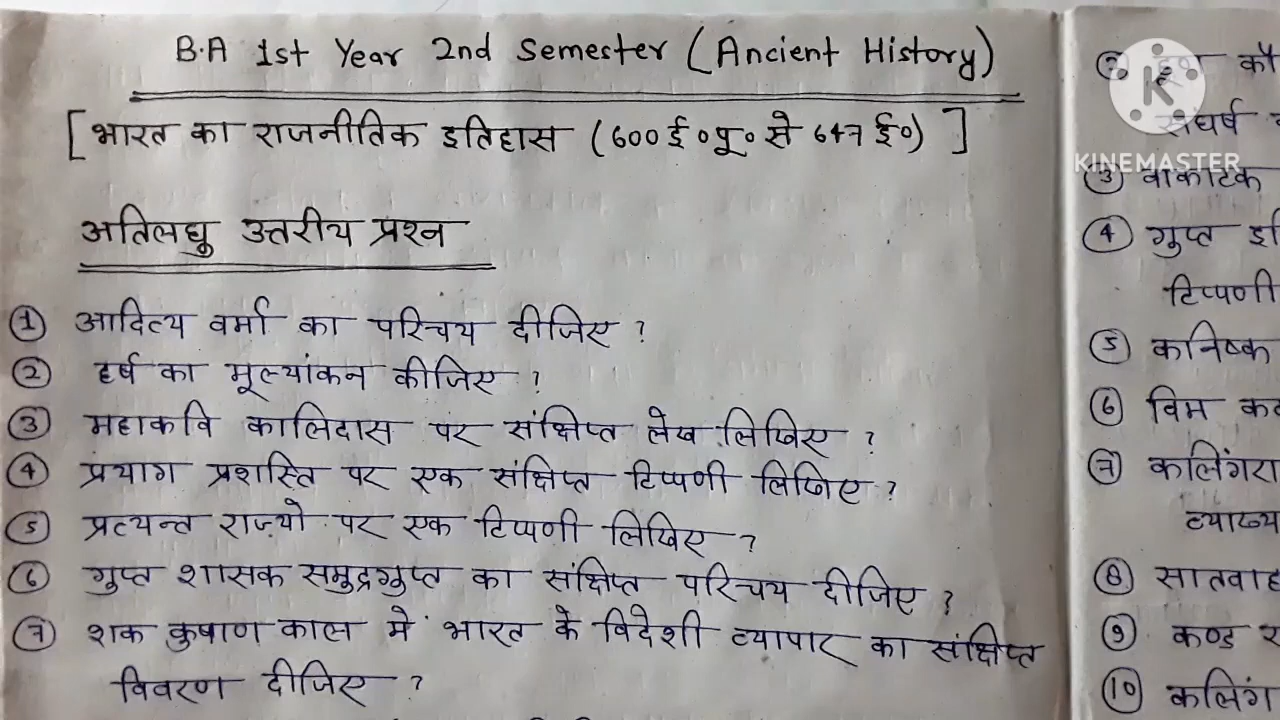 B.A 1st Year 2nd Semester (Ancient History)
[भारत का राजनीतिक इतिहास (600 ई०पू० से 647 ई०)]
अतिलघु उत्तरीय प्रश्न
① आदित्य वर्मा का परिचय दीजिए ?
② हर्ष का मूल्यांकन कीजिए ?
③ महाकवि कालिदास पर संक्षिप्त लेख लिखिए ?
④ प्रयाग प्रशस्ति पर एक संक्षिप्त टिप्पणी लिखिए ?
⑤ प्रत्यन्त राज्यो पर एक टिप्पणी लिखिए ?
⑥ गुप्त शासक समुद्रगुप्त का संक्षिप्त परिचय दीजिए ?
⑦ शक कुषाण काल में भारत के विदेशी व्यापार का संक्षिप्त
विवरण दीजिए ?
②
संघर्ष
③ वाकाटक
④ गुप्त
टिप्पणी
⑤ कनिष्क
⑥ विम
⑦ कलिंगरा
व्याख्य
⑧ सातवाह
⑨ कण्ड
⑩ कलिंग
KINEMASTER